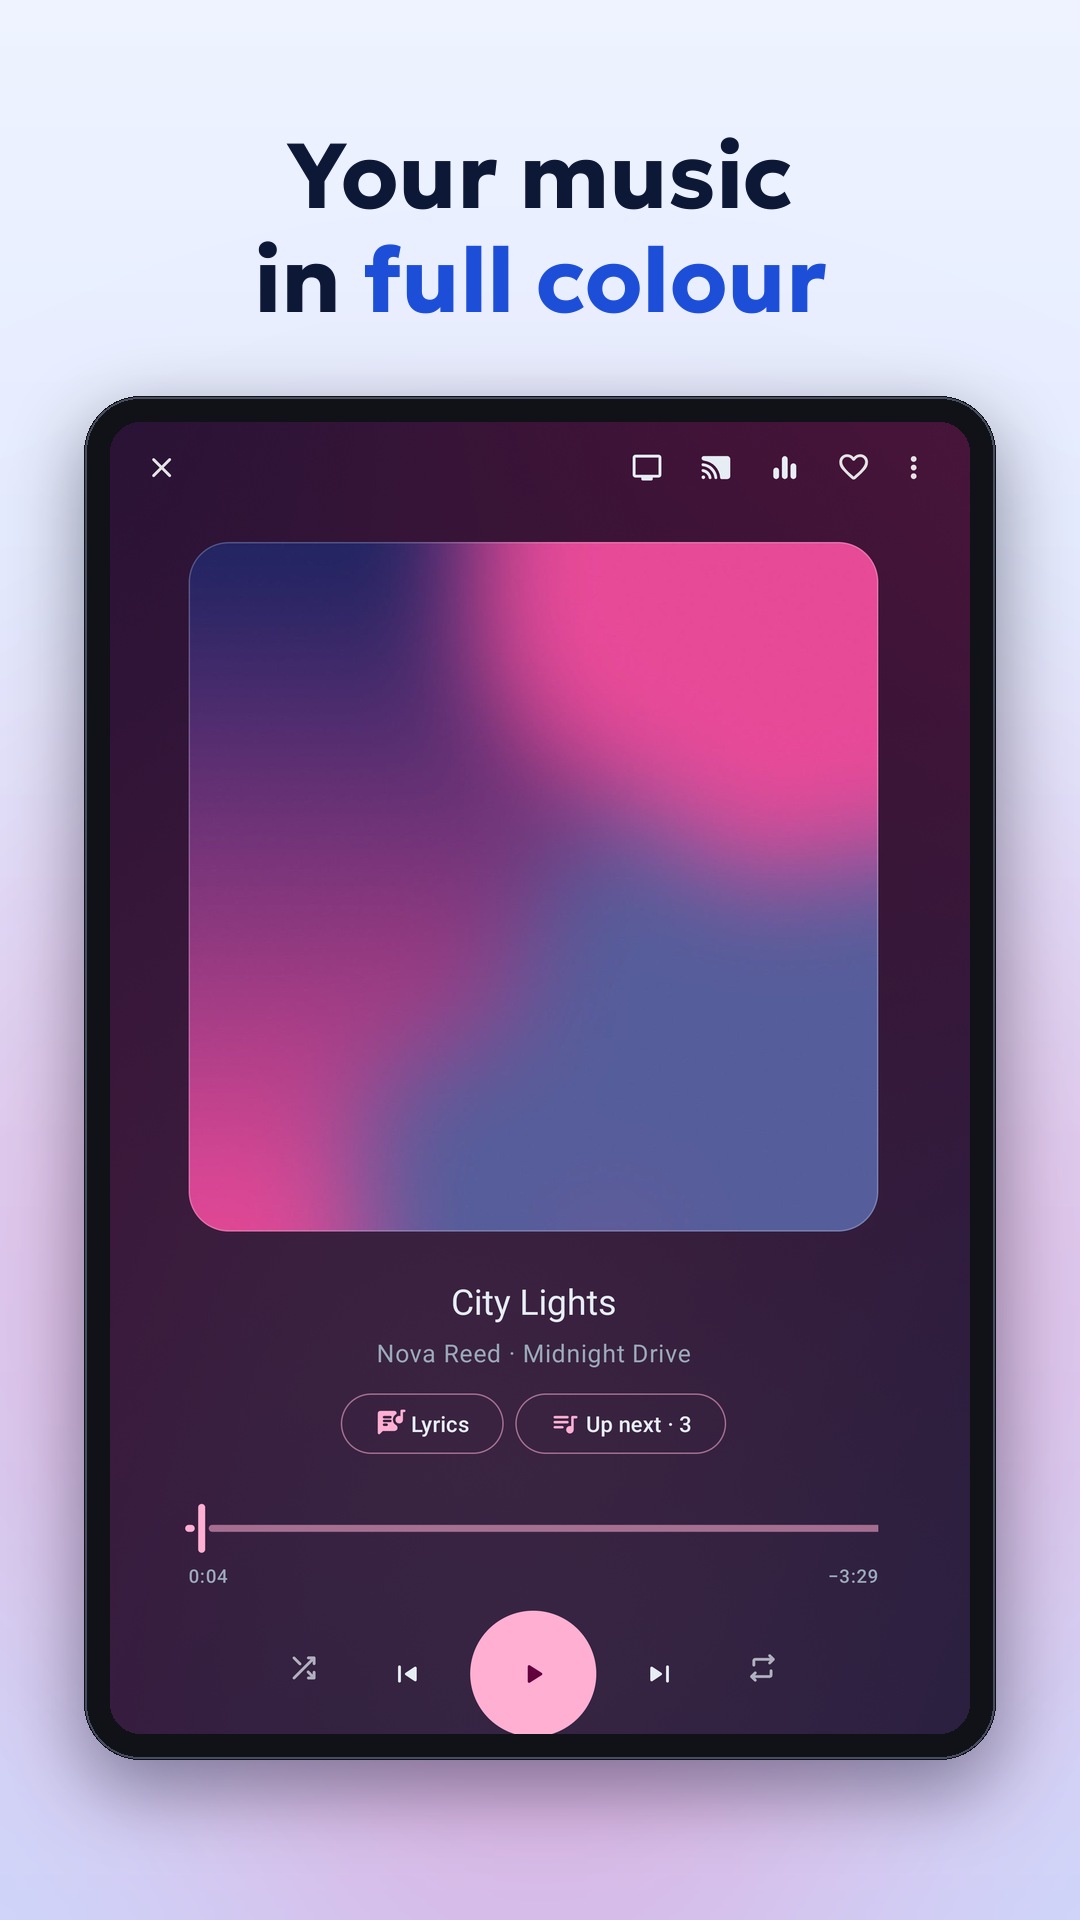 Your music
in full colour
City Lights
Nova Reed · Midnight Drive
Lyrics
Up next · 3
0:04
−3:29